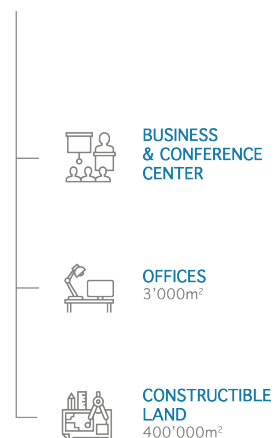 BUSINESS
& CONFERENCE
CENTER
OFFICES
3'000m²
CONSTRUCTIBLE
LAND
400'000m²